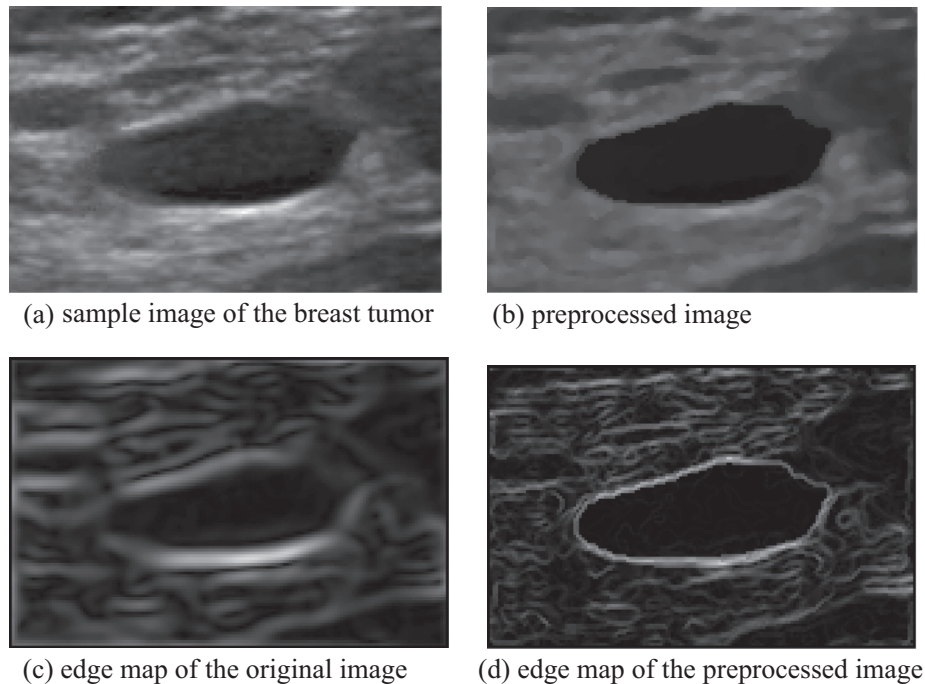 (a) sample image of the breast tumor
(b) preprocessed image
(c) edge map of the original image
(d) edge map of the preprocessed image